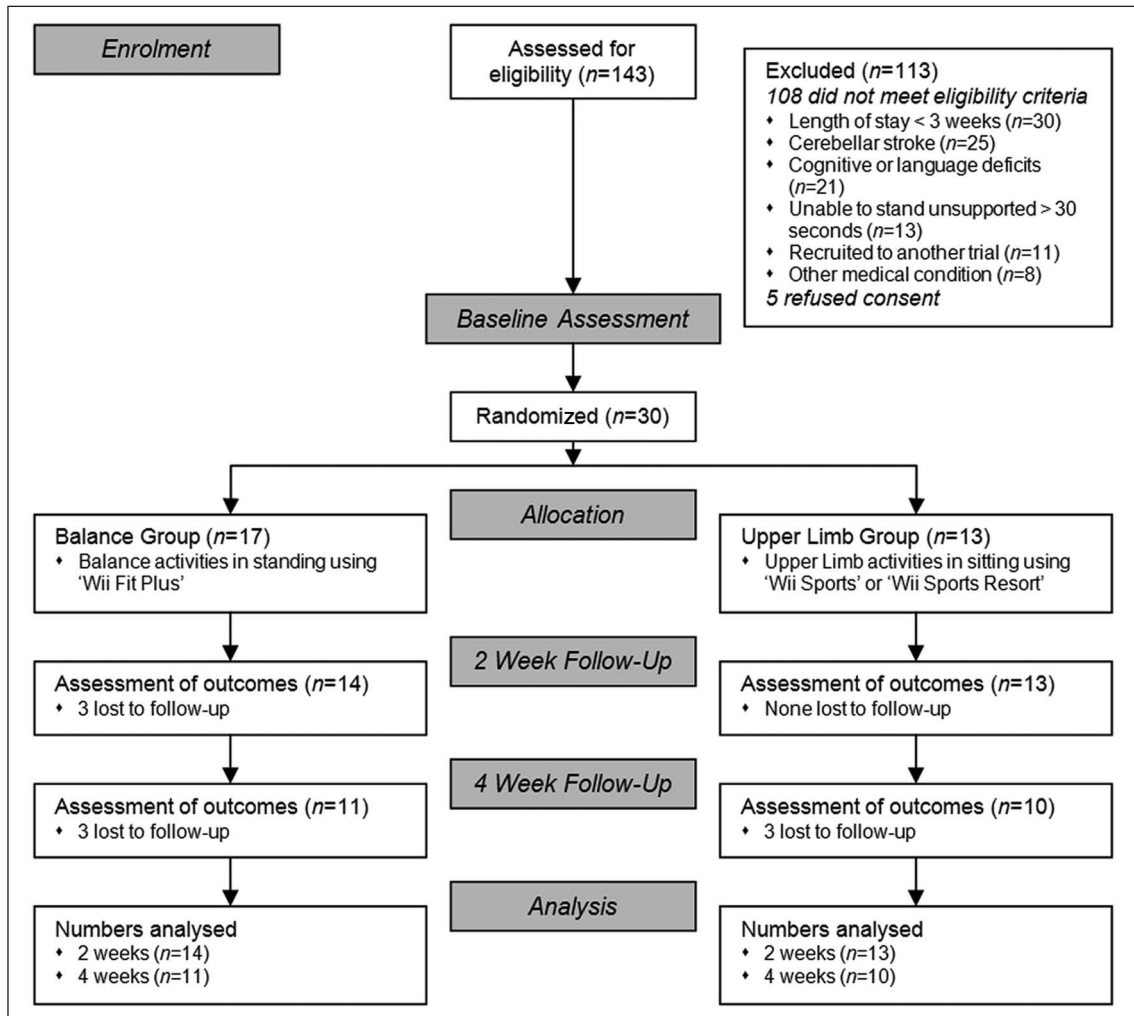 Enrolment
Assessed for
eligibility (n=143)
Excluded (n=113)
108 did not meet eligibility criteria
♦ Length of stay < 3 weeks (n=30)
♦ Cerebellar stroke (n=25)
♦ Cognitive or language deficits
(n=21)
♦ Unable to stand unsupported > 30
seconds (n=13)
♦ Recruited to another trial (n=11)
♦ Other medical condition (n=8)
5 refused consent
Baseline Assessment
Randomized (n=30)
Allocation
Balance Group (n=17)
♦ Balance activities in standing using
‘Wii Fit Plus’
Upper Limb Group (n=13)
♦ Upper Limb activities in sitting using
‘Wii Sports’ or ‘Wii Sports Resort’
2 Week Follow-Up
Assessment of outcomes (n=14)
♦ 3 lost to follow-up
Assessment of outcomes (n=13)
♦ None lost to follow-up
4 Week Follow-Up
Assessment of outcomes (n=11)
♦ 3 lost to follow-up
Assessment of outcomes (n=10)
♦ 3 lost to follow-up
Analysis
Numbers analysed
♦ 2 weeks (n=14)
♦ 4 weeks (n=11)
Numbers analysed
♦ 2 weeks (n=13)
♦ 4 weeks (n=10)